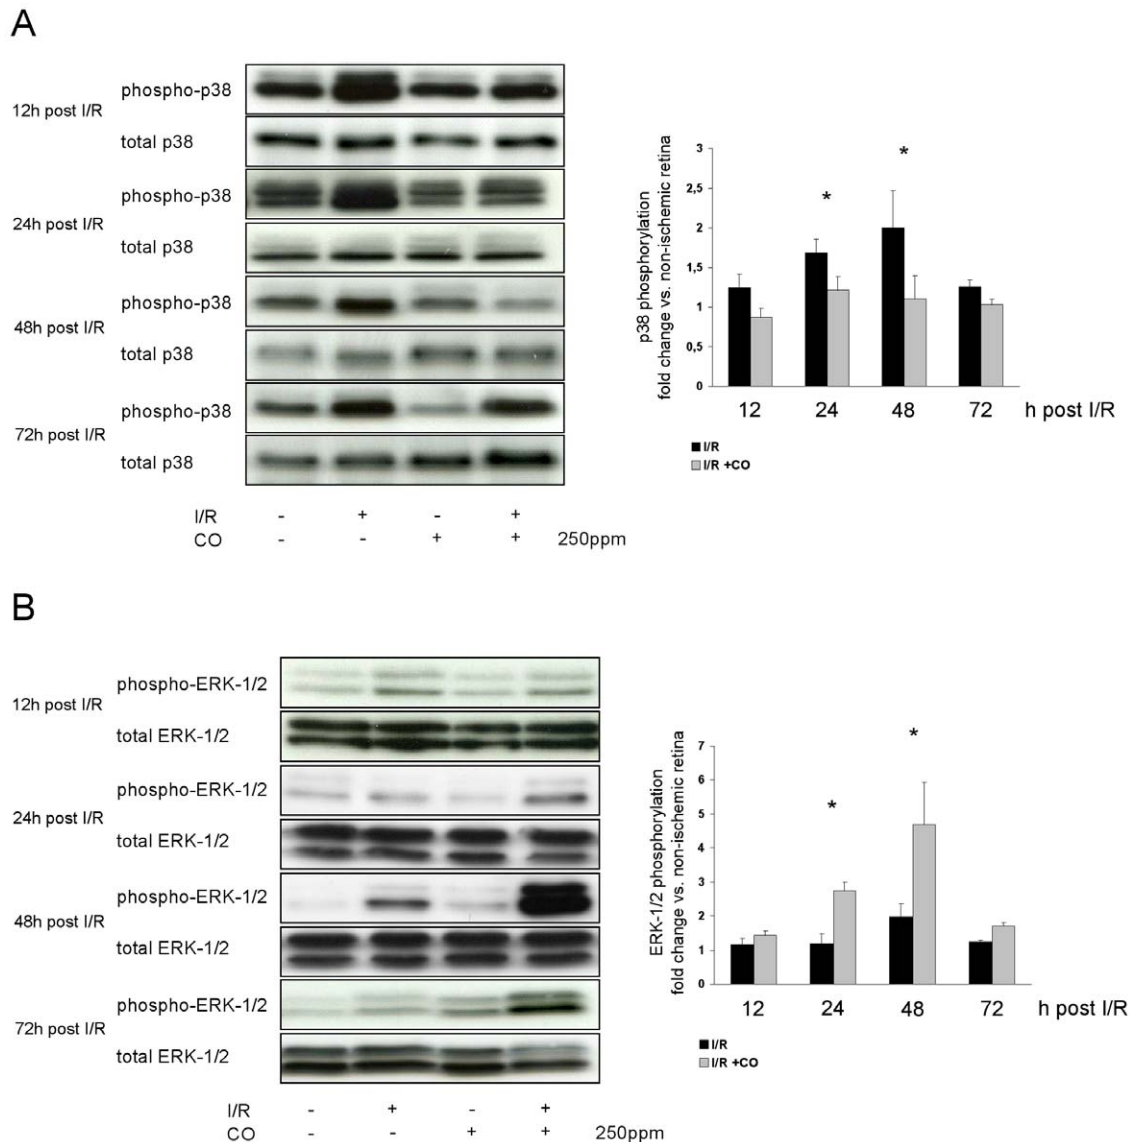 A
12h post I/R
phospho-p38
total p38
24h post I/R
phospho-p38
total p38
48h post I/R
phospho-p38
total p38
72h post I/R
phospho-p38
total p38
I/R - + - +
CO - - + + 250ppm
p38 phosphorylation
fold change vs. non-ischemic retina
3
2,5
2
1,5
1
0,5
0
* *
12 24 48 72 h post I/R
I/R
I/R +CO
B
12h post I/R
phospho-ERK-1/2
total ERK-1/2
24h post I/R
phospho-ERK-1/2
total ERK-1/2
48h post I/R
phospho-ERK-1/2
total ERK-1/2
72h post I/R
phospho-ERK-1/2
total ERK-1/2
I/R - + - +
CO - - + + 250ppm
ERK-1/2 phosphorylation
fold change vs. non-ischemic retina
7
6
5
4
3
2
1
0
* *
12 24 48 72 h post I/R
I/R
I/R +CO